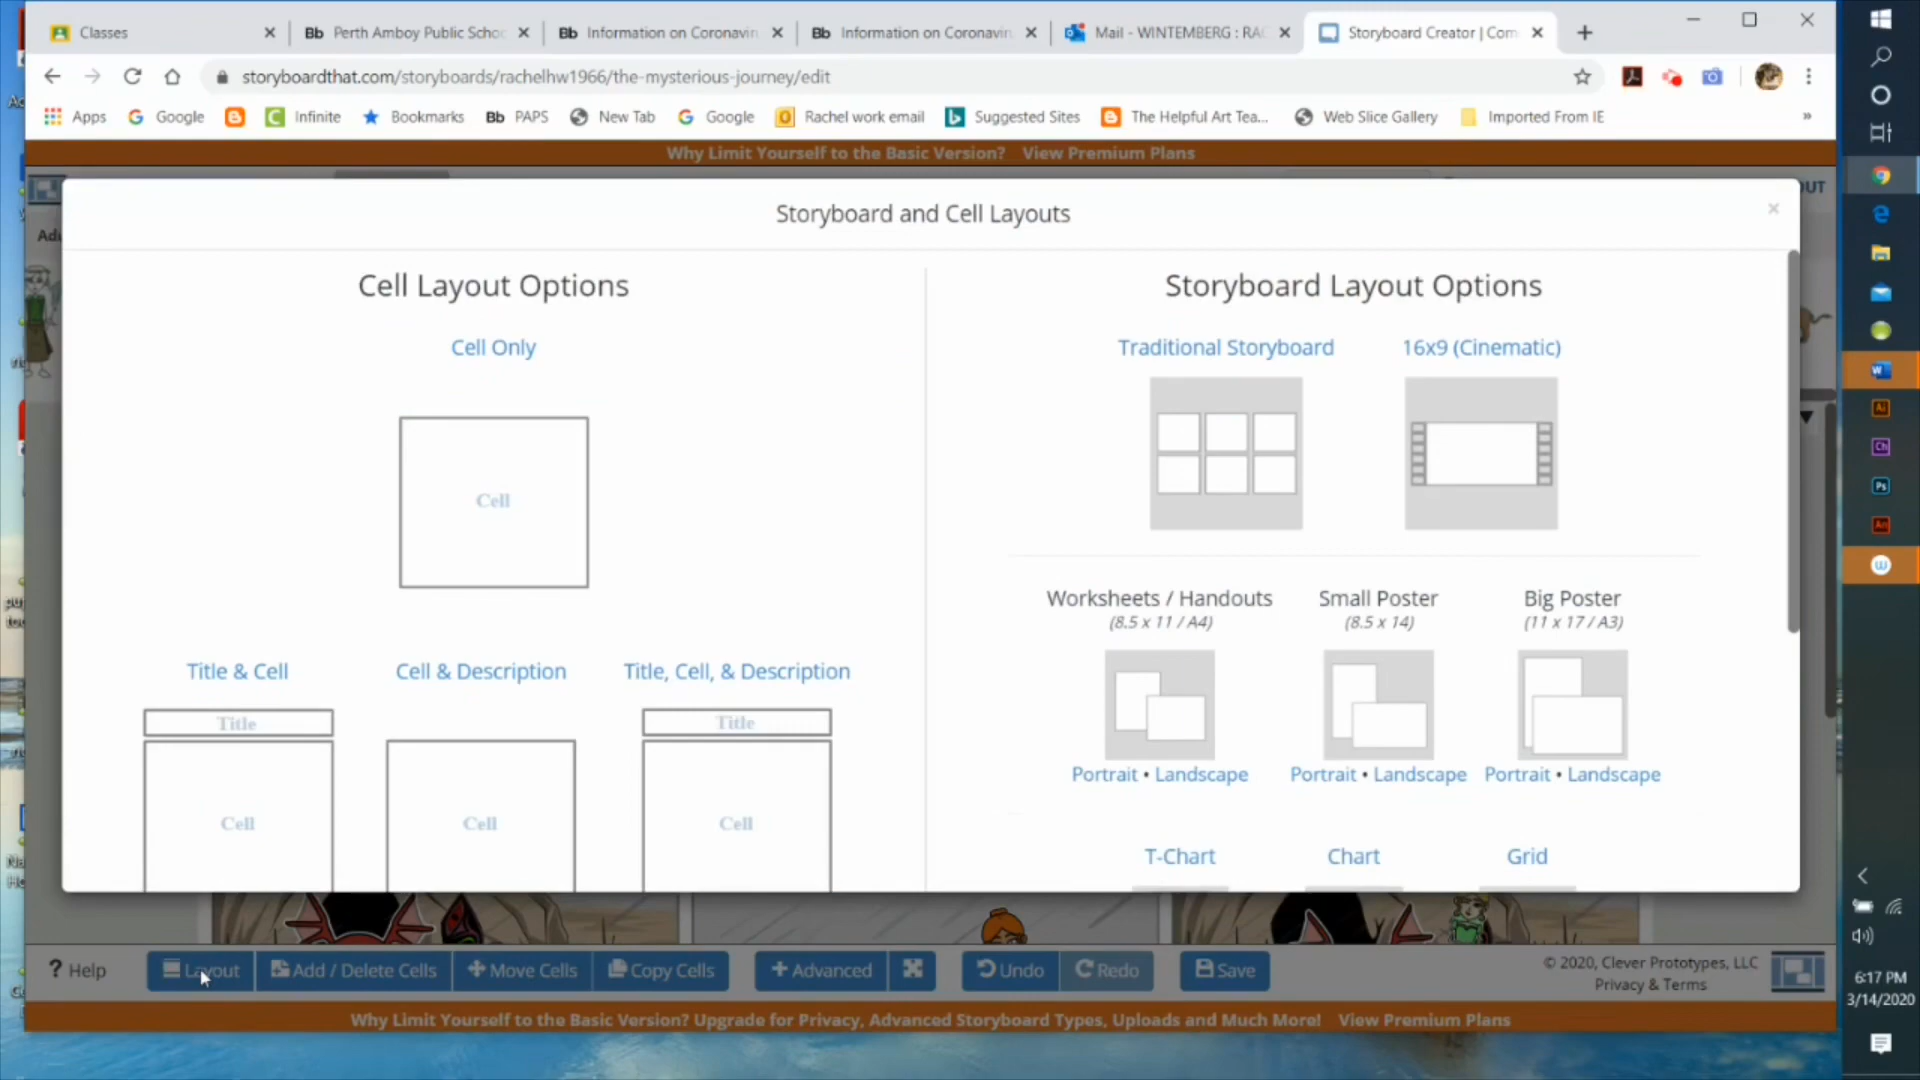 Classes
Bb Perth Amboy Public Schoo
Bb Information on Coronavir
Bb Information on Coronavir
Mail - WINTEMBERG : RAC
Storyboard Creator | Com
storyboardthat.com/storyboards/rachelhw1966/the-mysterious-journey/edit
Apps
Google
Infinite
Bookmarks
Bb PAPS
New Tab
Google
Rachel work email
Suggested Sites
The Helpful Art Tea...
Web Slice Gallery
Imported From IE
»
Why Limit Yourself to the Basic Version? View Premium Plans
Storyboard and Cell Layouts
Cell Layout Options
Cell Only
Cell
Title & Cell
Cell & Description
Title, Cell, & Description
Title
Title
Cell
Cell
Cell
Storyboard Layout Options
Traditional Storyboard
16x9 (Cinematic)
Worksheets / Handouts
(8.5 x 11 / A4)
Small Poster
(8.5 x 14)
Big Poster
(11 x 17 / A3)
Portrait • Landscape
Portrait • Landscape
Portrait • Landscape
T-Chart
Chart
Grid
? Help
Layout
Add / Delete Cells
Move Cells
Copy Cells
+ Advanced
Undo
Redo
Save
© 2020, Clever Prototypes, LLC
Privacy & Terms
Why Limit Yourself to the Basic Version? Upgrade for Privacy, Advanced Storyboard Types, Uploads and Much More! View Premium Plans
6:17 PM
3/14/2020